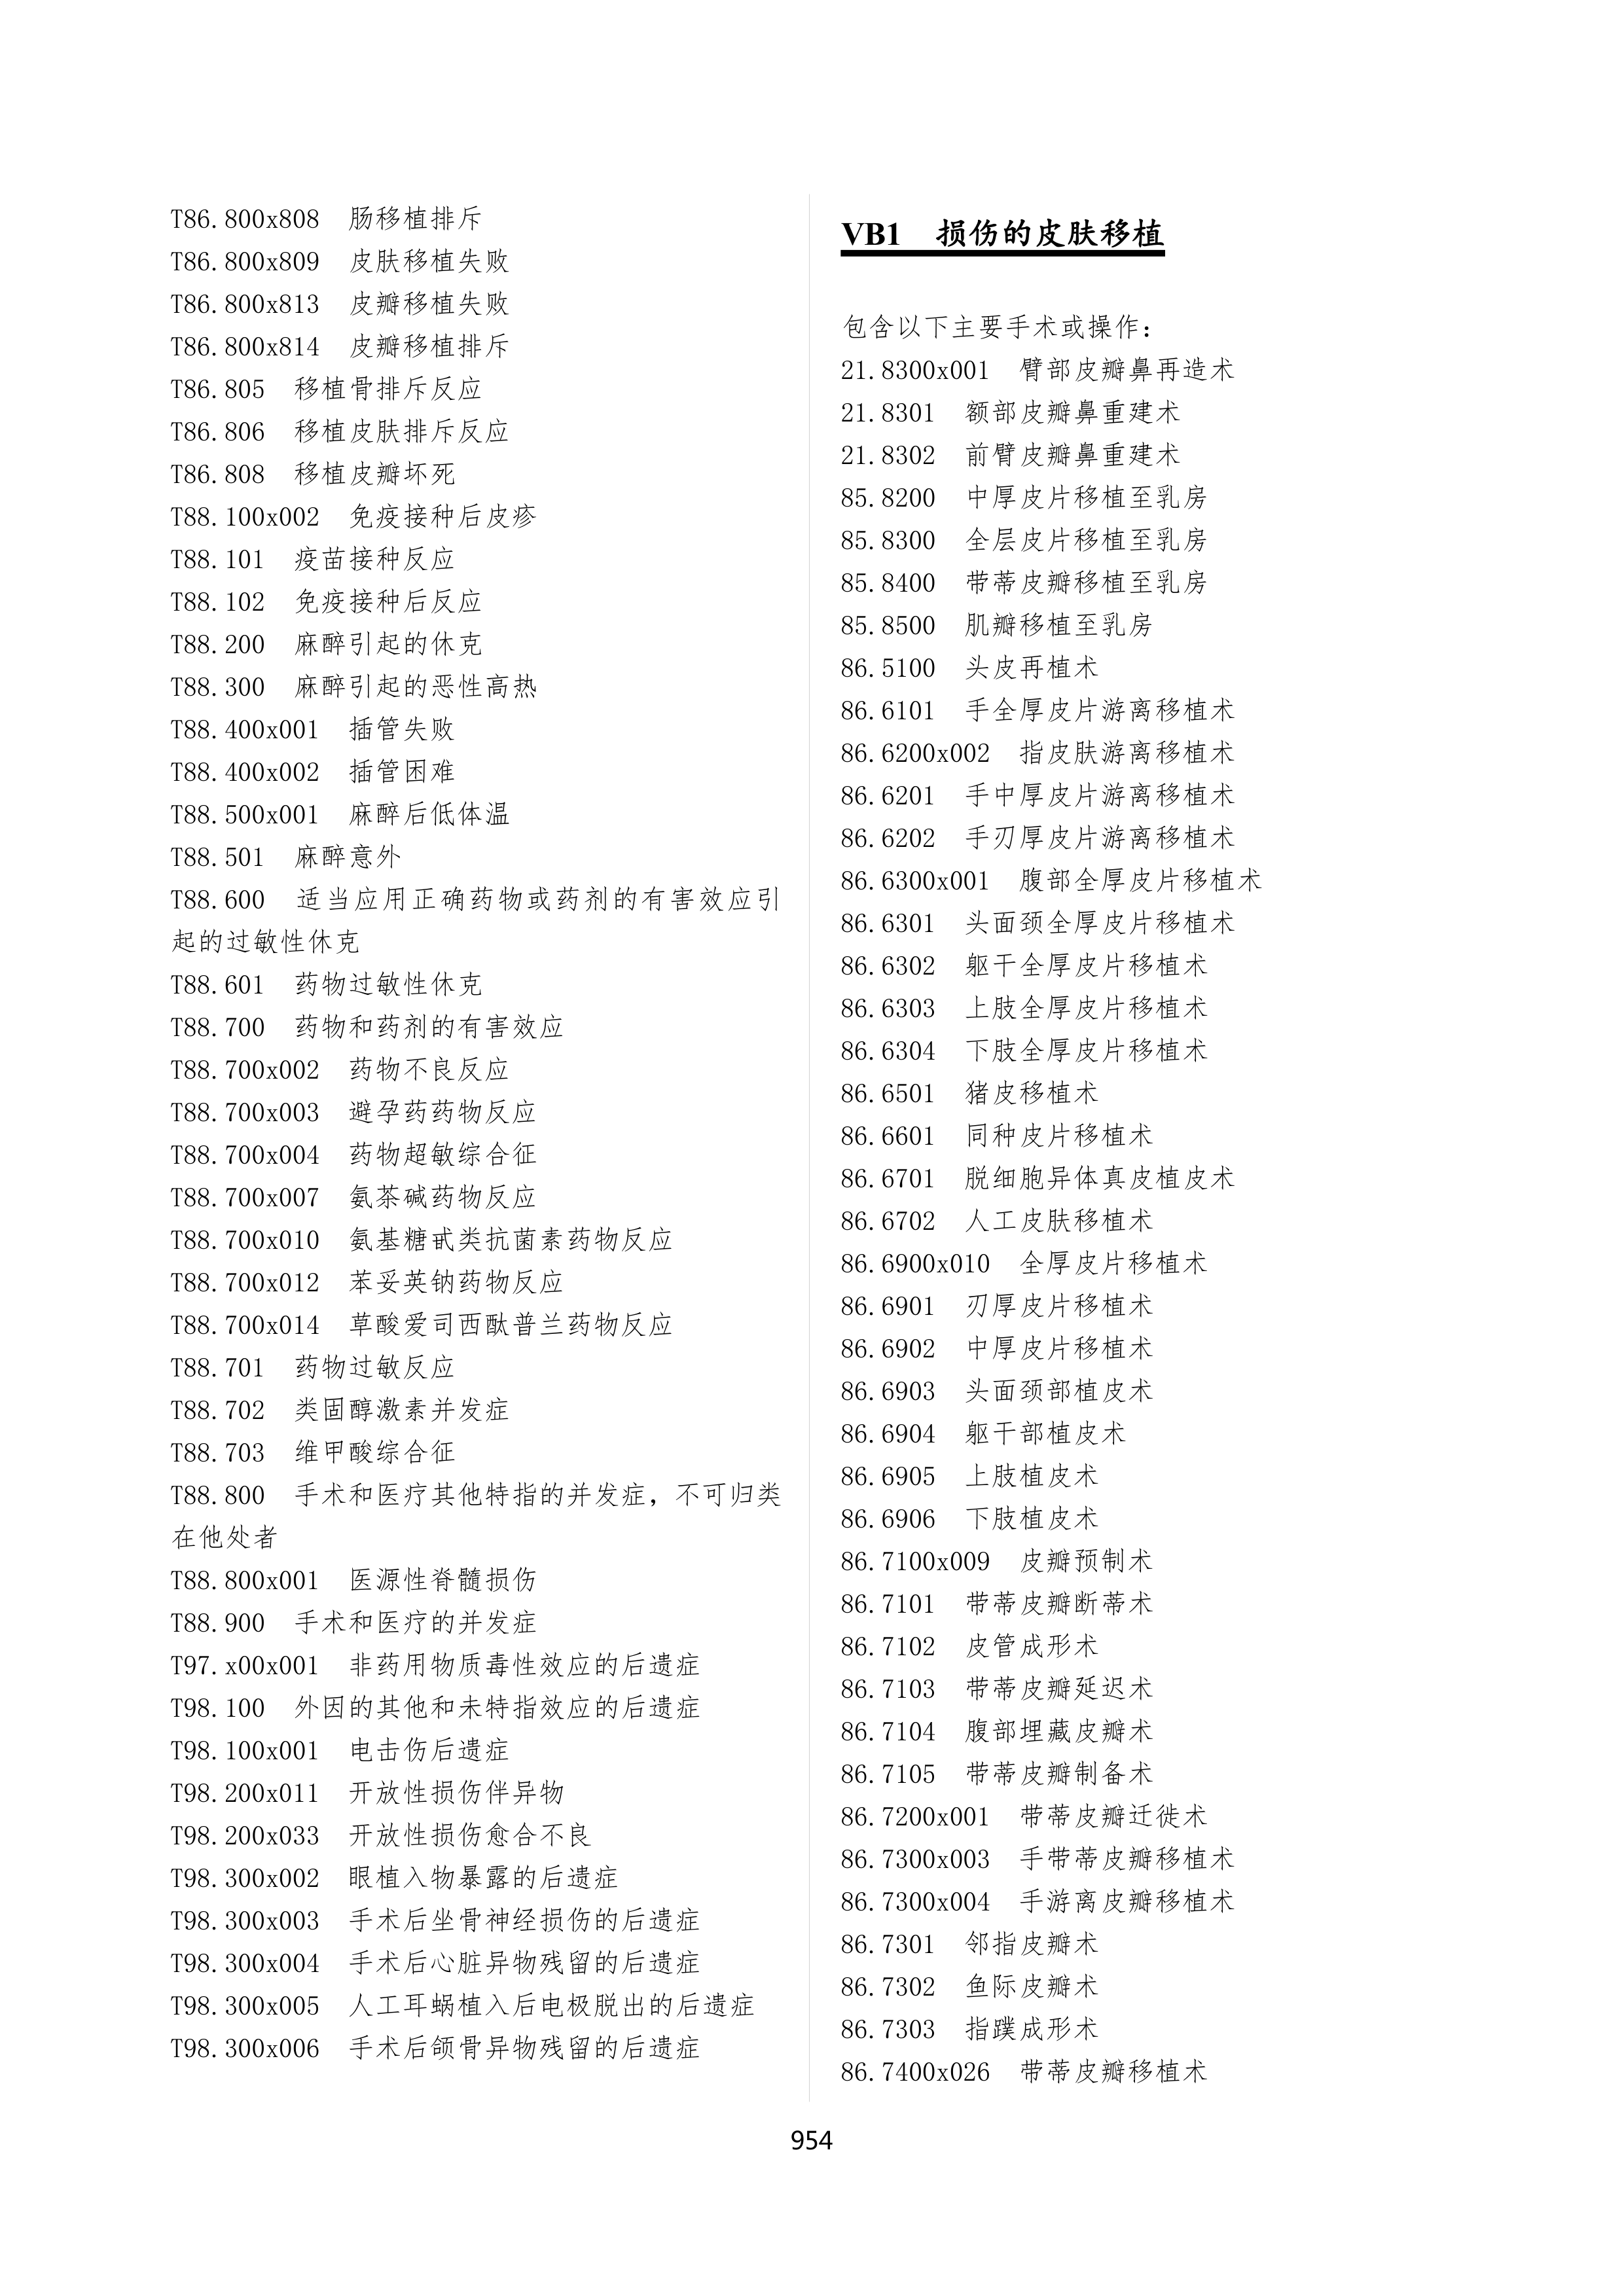 T86.800x808 肠移植排斥
T86.800x809 皮肤移植失败
T86.800x813 皮瓣移植失败
T86.800x814 皮瓣移植排斥
T86.805 移植骨排斥反应
T86.806 移植皮肤排斥反应
T86.808 移植皮瓣坏死
T88.100x002 免疫接种后皮疹
T88.101 疫苗接种反应
T88.102 免疫接种后反应
T88.200 麻醉引起的休克
T88.300 麻醉引起的恶性高热
T88.400x001 插管失败
T88.400x002 插管困难
T88.500x001 麻醉后低体温
T88.501 麻醉意外
T88.600 适当应用正确药物或药剂的有害效应引
起的过敏性休克
T88.601 药物过敏性休克
T88.700 药物和药剂的有害效应
T88.700x002 药物不良反应
T88.700x003 避孕药药物反应
T88.700x004 药物超敏综合征
T88.700x007 氨茶碱药物反应
T88.700x010 氨基糖甙类抗菌素药物反应
T88.700x012 苯妥英钠药物反应
T88.700x014 草酸爱司西酞普兰药物反应
T88.701 药物过敏反应
T88.702 类固醇激素并发症
T88.703 维甲酸综合征
T88.800 手术和医疗其他特指的并发症，不可归类
在他处者
T88.800x001 医源性脊髓损伤
T88.900 手术和医疗的并发症
T97.x00x001 非药用物质毒性效应的后遗症
T98.100 外因的其他和未特指效应的后遗症
T98.100x001 电击伤后遗症
T98.200x011 开放性损伤伴异物
T98.200x033 开放性损伤愈合不良
T98.300x002 眼植入物暴露的后遗症
T98.300x003 手术后坐骨神经损伤的后遗症
T98.300x004 手术后心脏异物残留的后遗症
T98.300x005 人工耳蜗植入后电极脱出的后遗症
T98.300x006 手术后颌骨异物残留的后遗症
VB1 损伤的皮肤移植
包含以下主要手术或操作：
21.8300x001 臂部皮瓣鼻再造术
21.8301 额部皮瓣鼻重建术
21.8302 前臂皮瓣鼻重建术
85.8200 中厚皮片移植至乳房
85.8300 全层皮片移植至乳房
85.8400 带蒂皮瓣移植至乳房
85.8500 肌瓣移植至乳房
86.5100 头皮再植术
86.6101 手全厚皮片游离移植术
86.6200x002 指皮肤游离移植术
86.6201 手中厚皮片游离移植术
86.6202 手刃厚皮片游离移植术
86.6300x001 腹部全厚皮片移植术
86.6301 头面颈全厚皮片移植术
86.6302 躯干全厚皮片移植术
86.6303 上肢全厚皮片移植术
86.6304 下肢全厚皮片移植术
86.6501 猪皮移植术
86.6601 同种皮片移植术
86.6701 脱细胞异体真皮植皮术
86.6702 人工皮肤移植术
86.6900x010 全厚皮片移植术
86.6901 刃厚皮片移植术
86.6902 中厚皮片移植术
86.6903 头面颈部植皮术
86.6904 躯干部植皮术
86.6905 上肢植皮术
86.6906 下肢植皮术
86.7100x009 皮瓣预制术
86.7101 带蒂皮瓣断蒂术
86.7102 皮管成形术
86.7103 带蒂皮瓣延迟术
86.7104 腹部埋藏皮瓣术
86.7105 带蒂皮瓣制备术
86.7200x001 带蒂皮瓣迁徙术
86.7300x003 手带蒂皮瓣移植术
86.7300x004 手游离皮瓣移植术
86.7301 邻指皮瓣术
86.7302 鱼际皮瓣术
86.7303 指蹼成形术
86.7400x026 带蒂皮瓣移植术
954